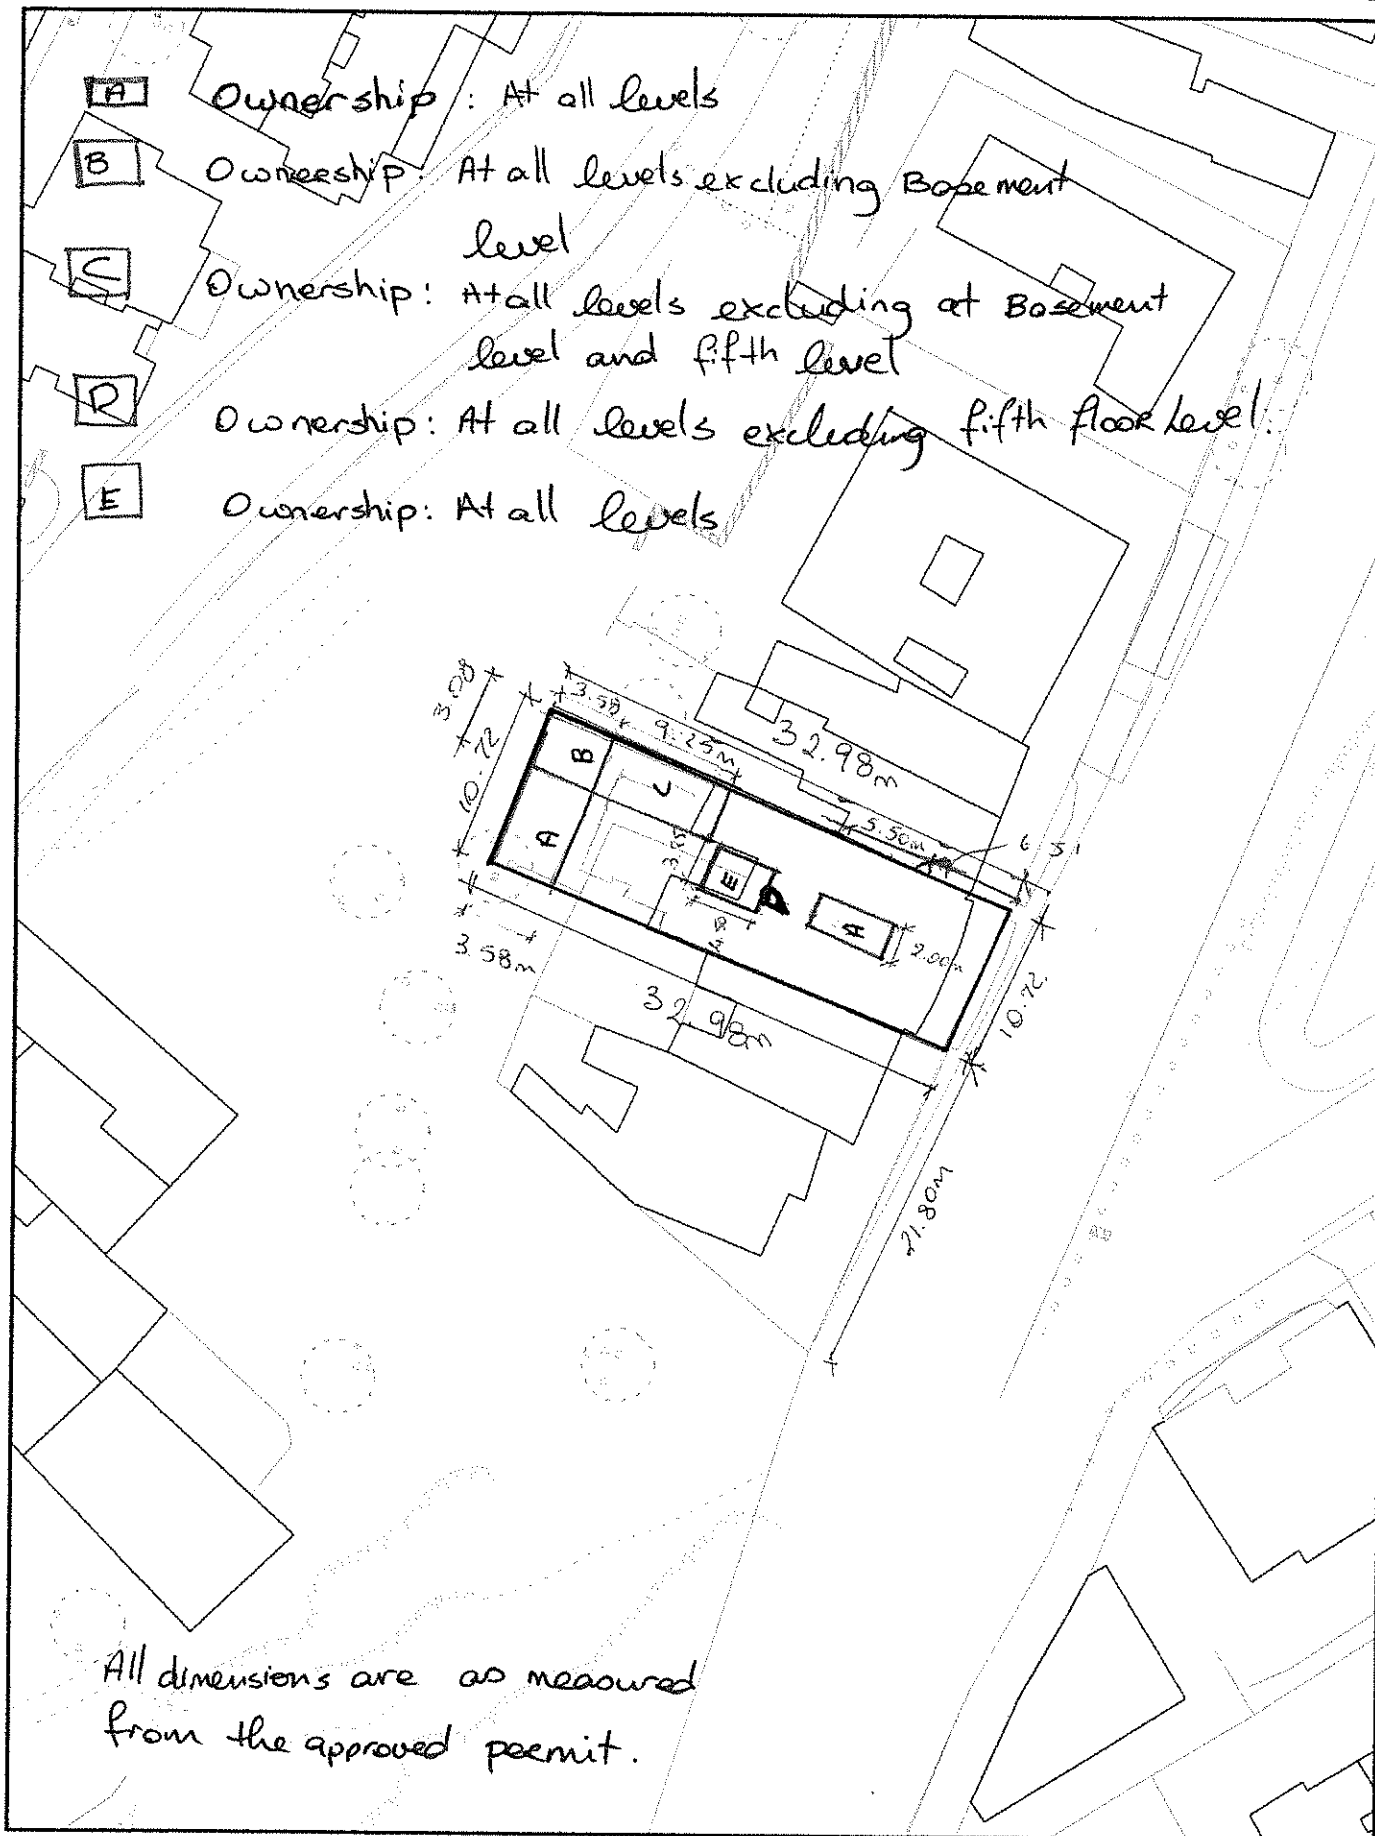 A Ownership : At all levels
B Owneeship: At all levels excluding Basement
level
C Ownership: At all levels excluding at Basement
level and fifth level
D Ownership: At all levels excluding fifth floor level.
E Ownership: At all levels
3.08
10.72
3.58
9.25m
32.98m
B
C
A
5.50m
3.85
E
D
A
2.00m
3.58m
32.98m
10.72
21.80m
All dimensions are as measured
from the approved peemit.